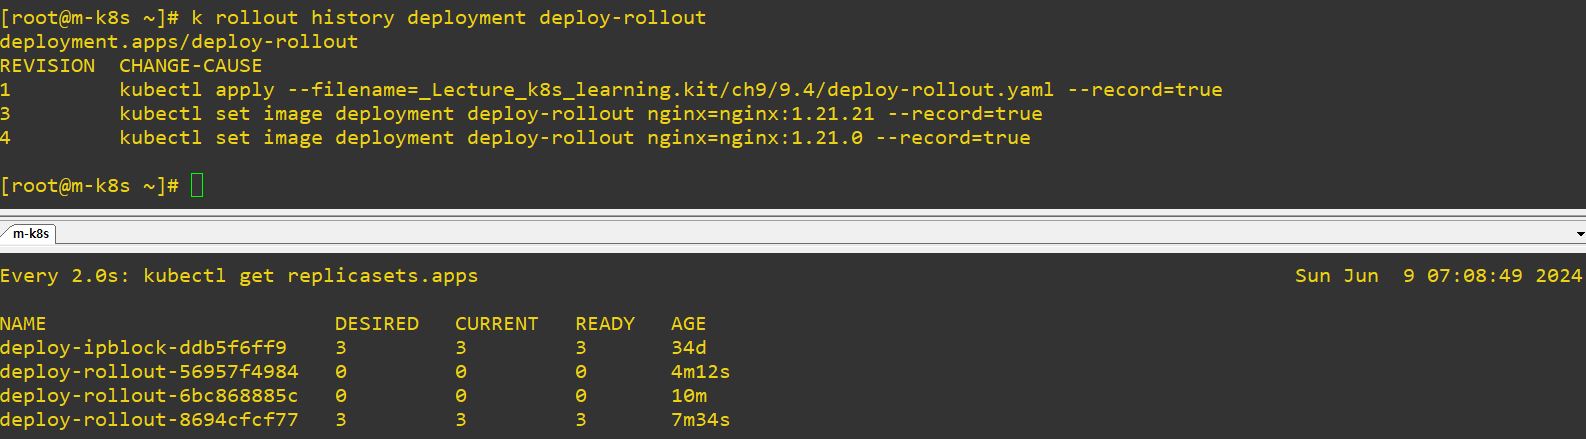 [root@m-k8s ~]# k rollout history deployment deploy-rollout
deployment.apps/deploy-rollout
REVISION  CHANGE-CAUSE
1         kubectl apply --filename=_Lecture_k8s_learning.kit/ch9/9.4/deploy-rollout.yaml --record=true
3         kubectl set image deployment deploy-rollout nginx=nginx:1.21.21 --record=true
4         kubectl set image deployment deploy-rollout nginx=nginx:1.21.0 --record=true
[root@m-k8s ~]#
m-k8s
Every 2.0s: kubectl get replicasets.apps                                                                    Sun Jun  9 07:08:49 2024
NAME                        DESIRED   CURRENT   READY   AGE
deploy-ipblock-ddb5f6ff9    3         3         3       34d
deploy-rollout-56957f4984   0         0         0       4m12s
deploy-rollout-6bc868885c   0         0         0       10m
deploy-rollout-8694cfcf77   3         3         3       7m34s